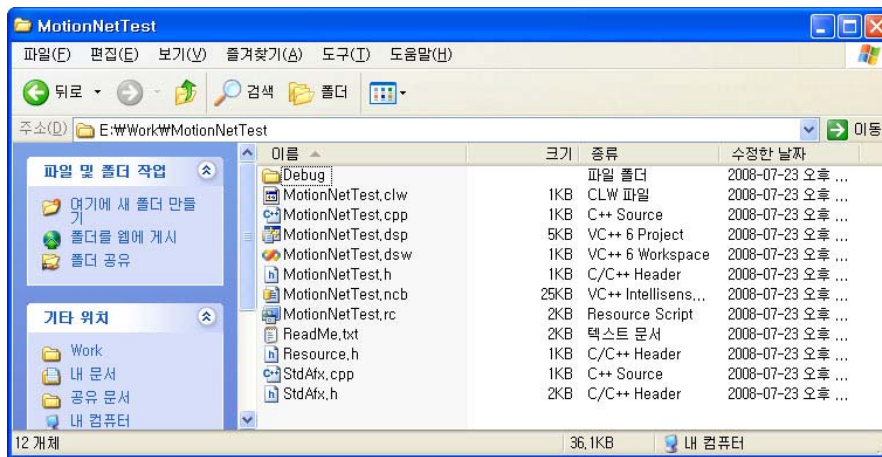 MotionNetTest
파일(F) 편집(E) 보기(V) 즐겨찾기(A) 도구(T) 도움말(H)
뒤로 검색 폴더
주소(D) E:₩Work₩MotionNetTest 이동
파일 및 폴더 작업
여기에 새 폴더 만들
기
폴더를 웹에 게시
폴더 공유
기타 위치
Work
내 문서
공유 문서
내 컴퓨터
이름 크기 종류 수정한 날짜
Debug 파일 폴더 2008-07-23 오후 ...
MotionNetTest.clw 1KB CLW 파일 2008-07-23 오후 ...
MotionNetTest.cpp 1KB C++ Source 2008-07-23 오후 ...
MotionNetTest.dsp 5KB VC++ 6 Project 2008-07-23 오후 ...
MotionNetTest.dsw 1KB VC++ 6 Workspace 2008-07-23 오후 ...
MotionNetTest.h 1KB C/C++ Header 2008-07-23 오후 ...
MotionNetTest.ncb 25KB VC++ Intellisens... 2008-07-23 오후 ...
MotionNetTest.rc 2KB Resource Script 2008-07-23 오후 ...
ReadMe.txt 2KB 텍스트 문서 2008-07-23 오후 ...
Resource.h 1KB C/C++ Header 2008-07-23 오후 ...
StdAfx.cpp 1KB C++ Source 2008-07-23 오후 ...
StdAfx.h 2KB C/C++ Header 2008-07-23 오후 ...
12 개체 36.1KB 내 컴퓨터